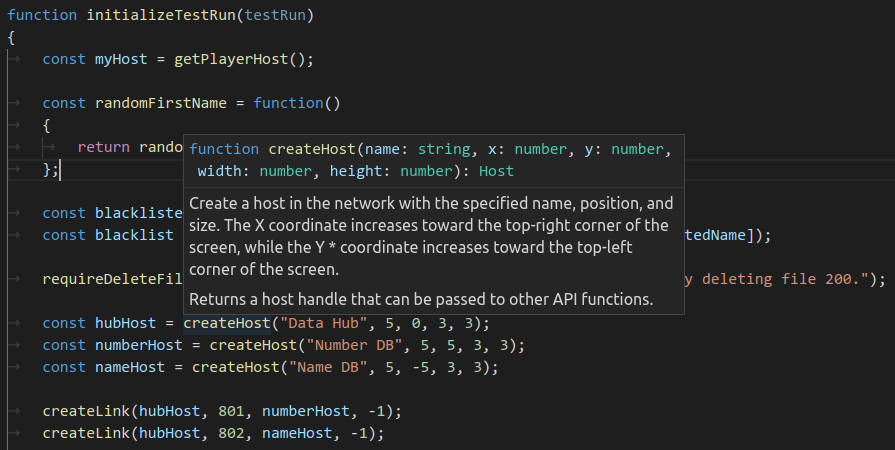 function initializeTestRun(testRun)
{
const myHost = getPlayerHost();
const randomFirstName = function()
{
return rando
function createHost(name: string, x: number, y: number,
width: number, height: number): Host
};
Create a host in the network with the specified name, position, and
const blackliste
size. The X coordinate increases toward the top-right corner of the
const blacklist
screen, while the Y * coordinate increases toward the top-left
tedName]);
corner of the screen.
requireDeleteFil
y deleting file 200.");
Returns a host handle that can be passed to other API functions.
const hubHost = createHost("Data Hub", 5, 0, 3, 3);
const numberHost = createHost("Number DB", 5, 5, 3, 3);
const nameHost = createHost("Name DB", 5, -5, 3, 3);
createLink(hubHost, 801, numberHost, -1);
createLink(hubHost, 802, nameHost, -1);